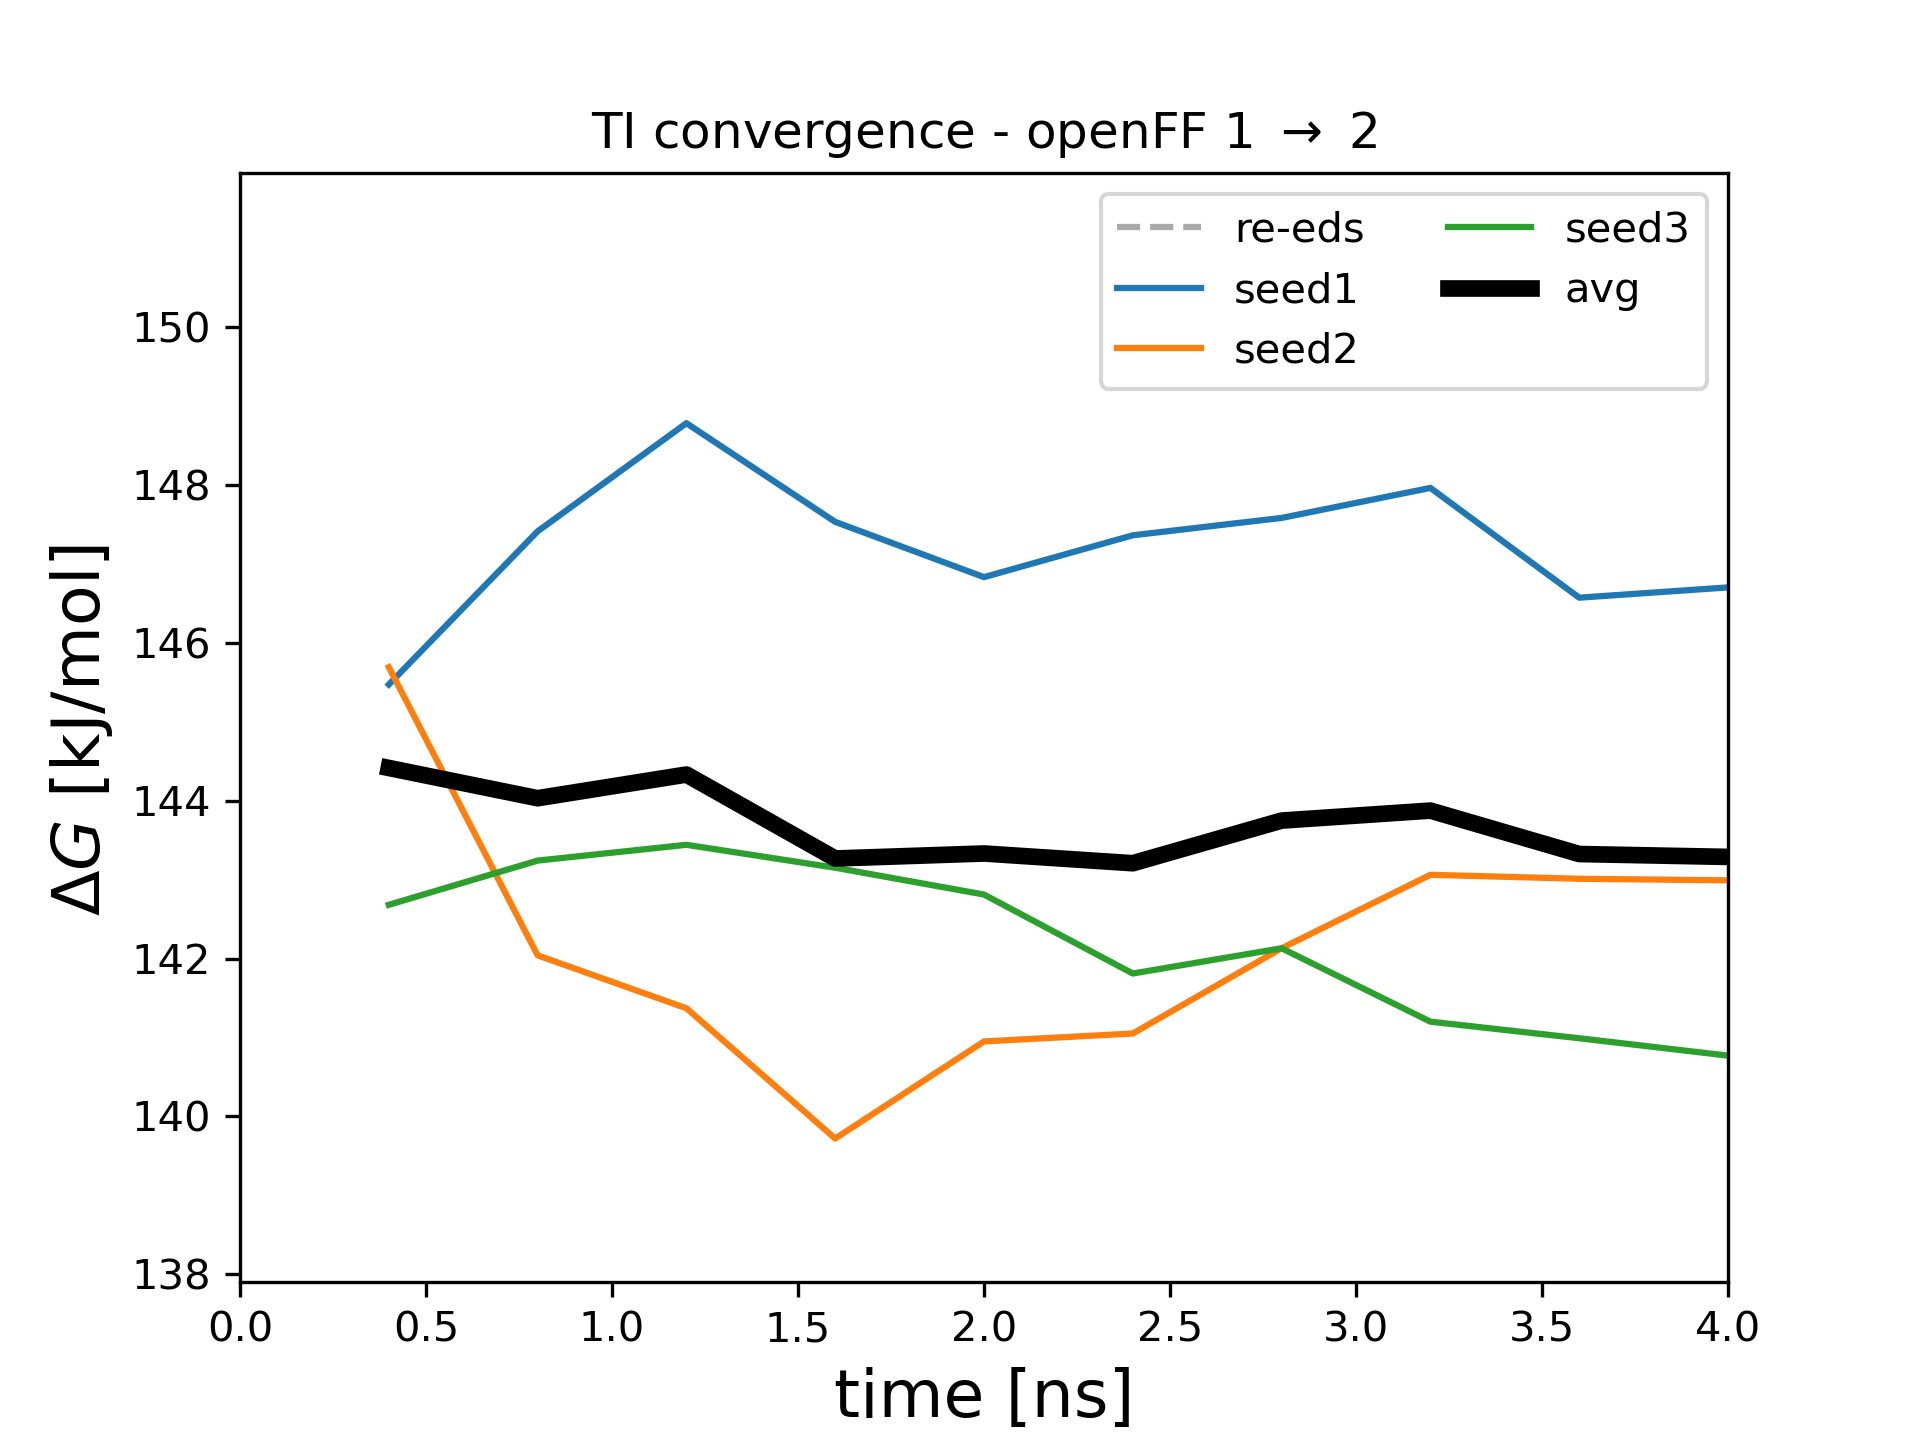 TI convergence - openFF 1 → 2
re-eds
seed1
seed2
seed3
avg
ΔG [kJ/mol]
150
148
146
144
142
140
138
0.0 0.5 1.0 1.5 2.0 2.5 3.0 3.5 4.0
time [ns]